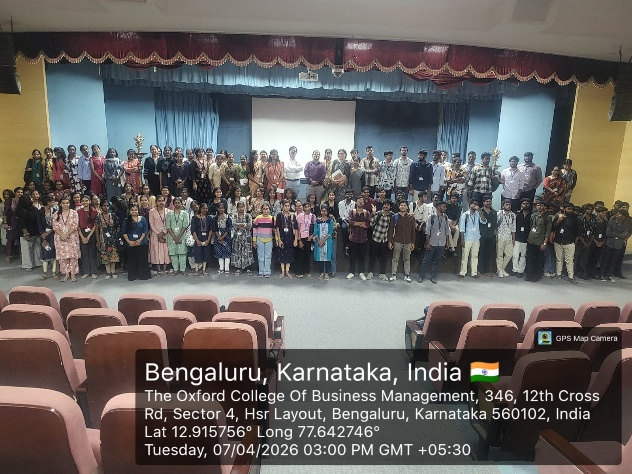 GPS Map Camera
Bengaluru, Karnataka, India
The Oxford College Of Business Management, 346, 12th Cross
Rd, Sector 4, Hsr Layout, Bengaluru, Karnataka 560102, India
Lat 12.915756° Long 77.642746°
Tuesday, 07/04/2026 03:00 PM GMT +05:30